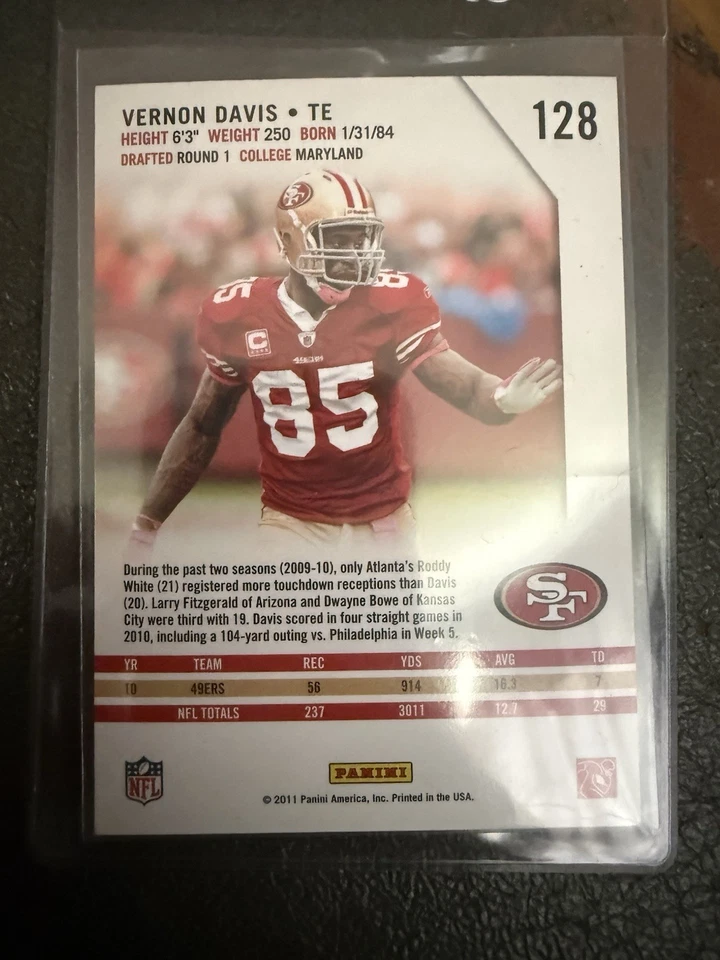 VERNON DAVIS • TE
128
HEIGHT 6'3" WEIGHT 250 BORN 1/31/84
DRAFTED ROUND 1 COLLEGE MARYLAND
SF
85
C
49ERS
85
During the past two seasons (2009-10), only Atlanta's Roddy
White (21) registered more touchdown receptions than Davis
(20). Larry Fitzgerald of Arizona and Dwayne Bowe of Kansas
City were third with 19. Davis scored in four straight games in
2010, including a 104-yard outing vs. Philadelphia in Week 5.
SF
YR TEAM REC YDS AVG TD
10 49ERS 56 914 16.3 7
NFL TOTALS 237 3011 12.7 29
NFL
PANINI
© 2011 Panini America, Inc. Printed in the USA.